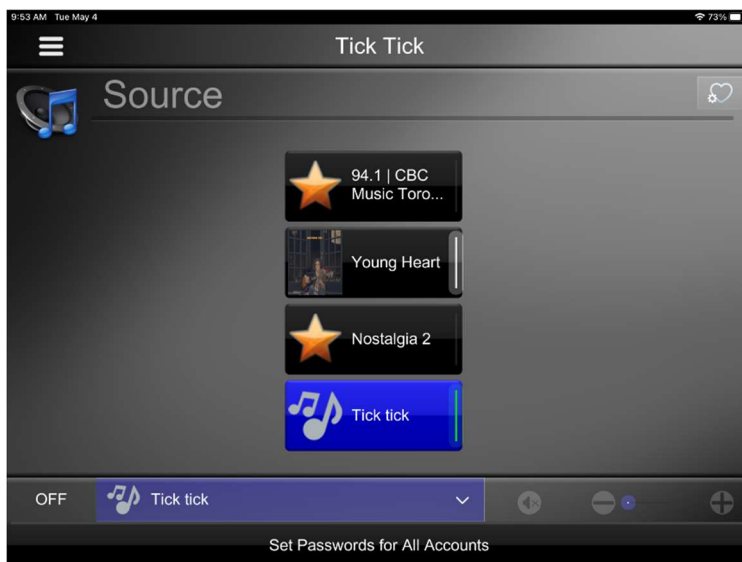 9:53 AM Tue May 4
73%
Tick Tick
Source
94.1 | CBC
Music Toro...
Young Heart
Nostalgia 2
Tick tick
OFF
Tick tick
Set Passwords for All Accounts